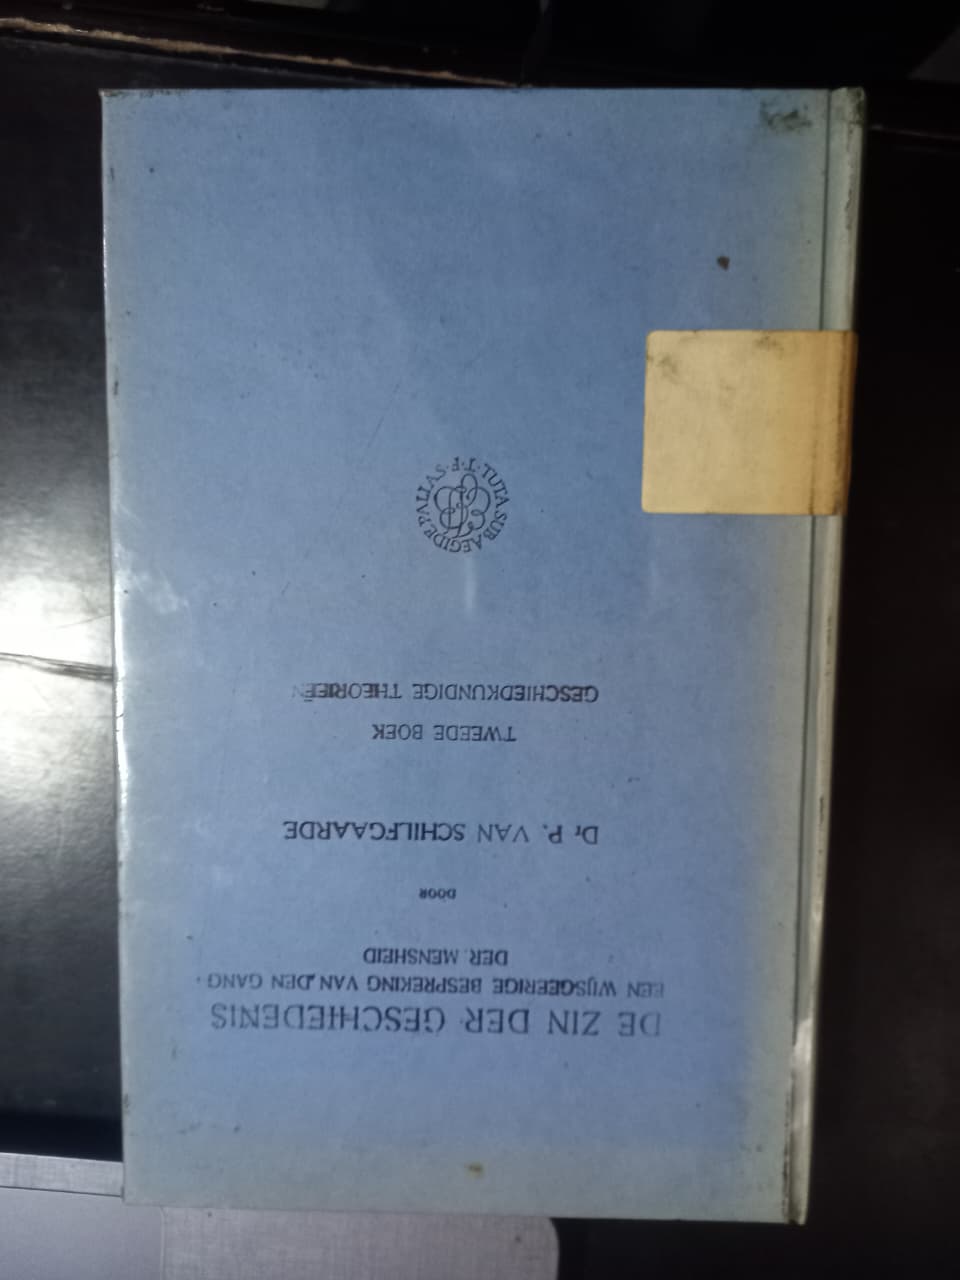 DE ZIN DER GESCHIEDENIS
EEN WIJSGEERIGE BESPREKING VAN DEN GANG
DER MENSHEID
DOOR
Dr P. VAN SCHILFGAARDE
TWEEDE BOEK
GESCHIEDKUNDIGE THEORIEËN
TUTA SUB AEGIDE PALLAS